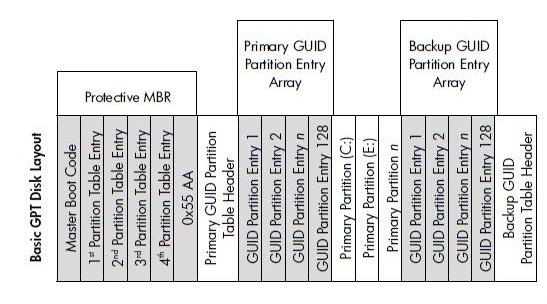 Basic GPT Disk Layout
Protective MBR
Primary GUID
Partition Entry
Array
Backup GUID
Partition Entry
Array
Master Boot Code
1st Partition Table Entry
2nd Partition Table Entry
3rd Partition Table Entry
4th Partition Table Entry
0x55 AA
Primary GUID Partition
Table Header
GUID Partition Entry 1
GUID Partition Entry 2
GUID Partition Entry n
GUID Partition Entry 128
Primary Partition (C:)
Primary Partition (E:)
Primary Partition n
GUID Partition Entry 1
GUID Partition Entry 2
GUID Partition Entry n
GUID Partition Entry 128
Backup GUID
Partition Table Header